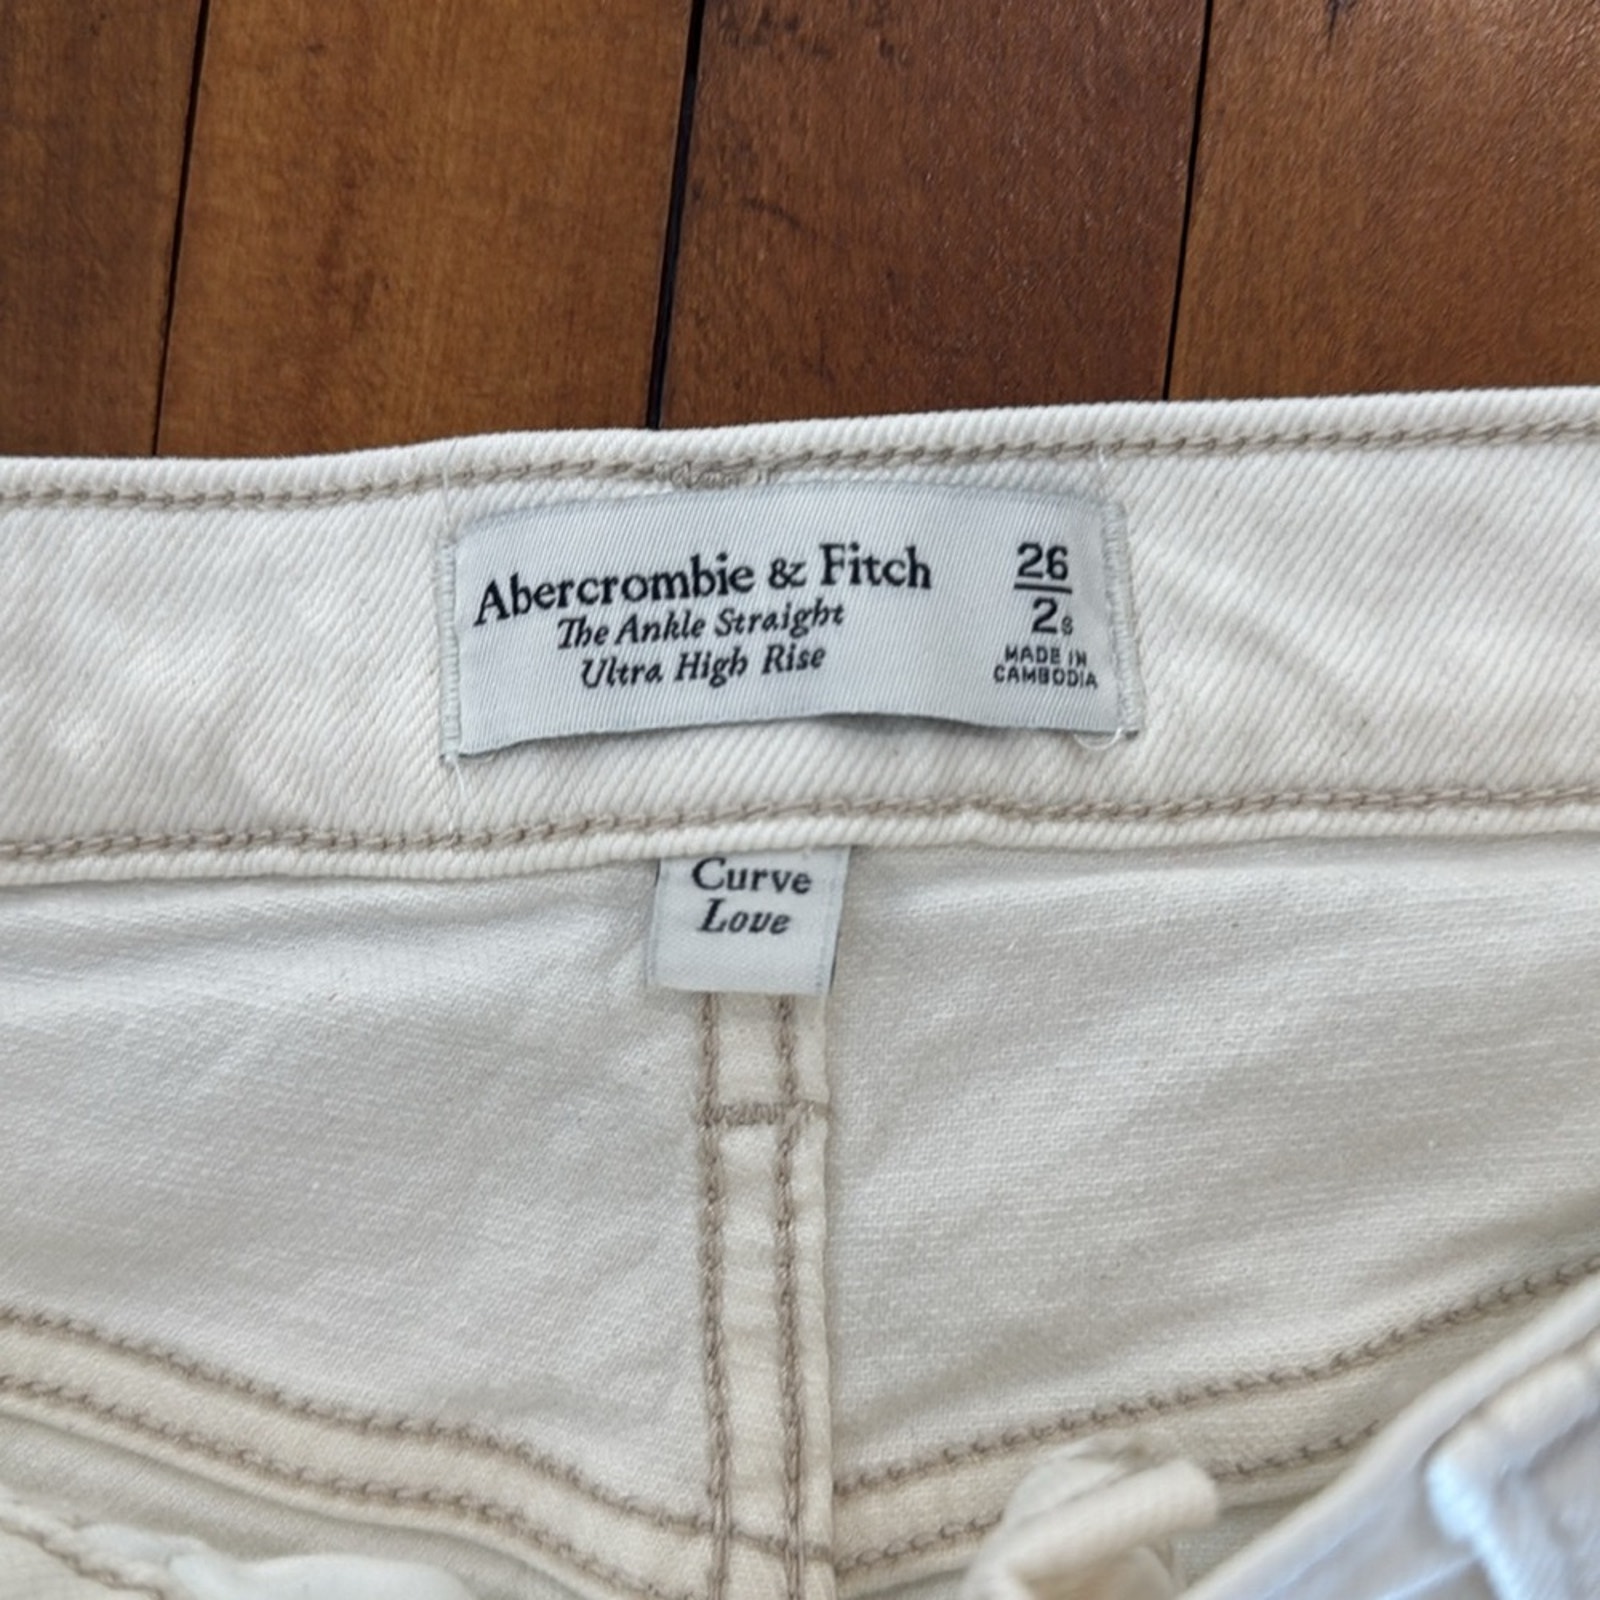 Abercrombie & Fitch
The Ankle Straight
Ultra High Rise
26
2s
MADE IN
CAMBODIA
Curve
Love